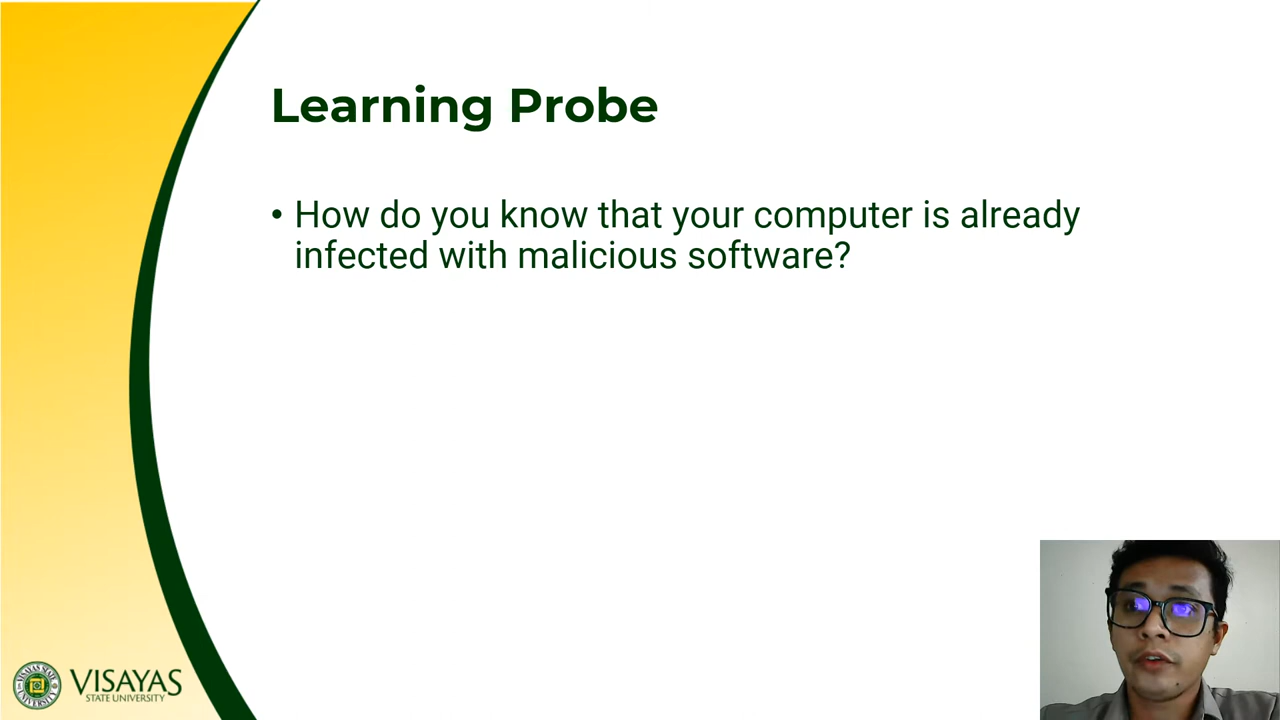 Learning Probe
• How do you know that your computer is already
infected with malicious software?
VISAYAS
STATE UNIVERSITY